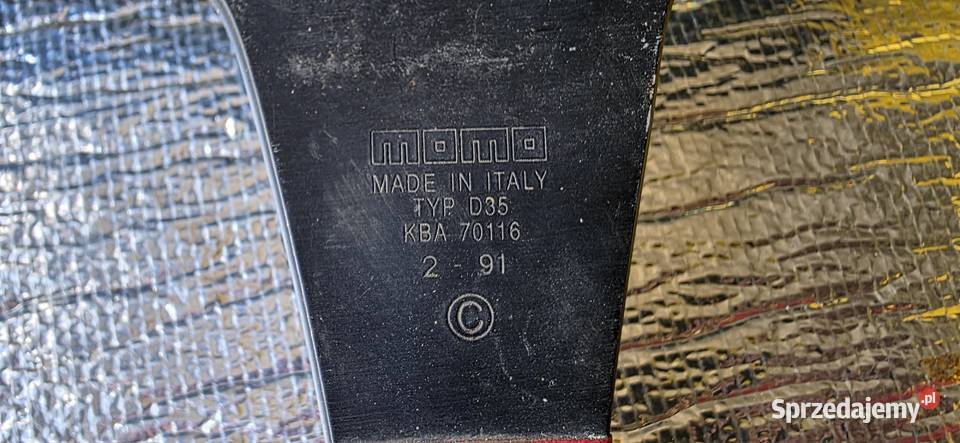 momo
MADE IN ITALY
TYP. D35
KBA 70116
2 - 91
©
Sprzedajemy.pl